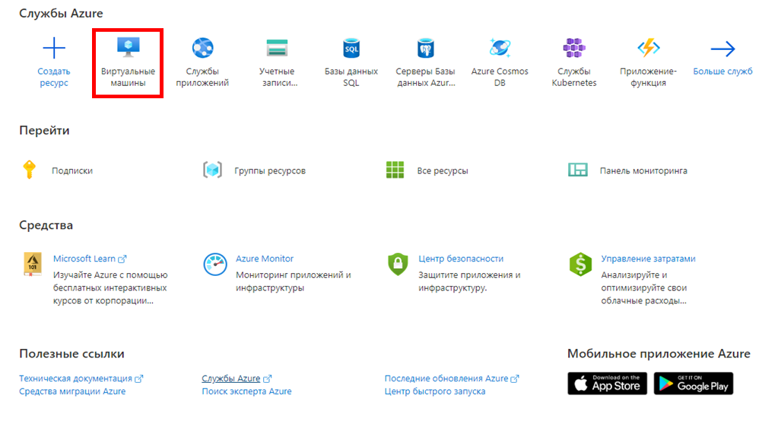 Службы Azure
Создать ресурс
Виртуальные машины
Службы приложений
Учетные записи...
Базы данных SQL
Серверы Базы данных Azur...
Azure Cosmos DB
Службы Kubernetes
Приложение-функция
Больше служб
Перейти
Подписки
Группы ресурсов
Все ресурсы
Панель мониторинга
Средства
Microsoft Learn
Изучайте Azure с помощью
бесплатных интерактивных
курсов от корпорации...
Azure Monitor
Мониторинг приложений и
инфраструктуры
Центр безопасности
Защитите приложения и
инфраструктуру.
Управление затратами
Анализируйте и
оптимизируйте свои
облачные расходы...
Полезные ссылки
Мобильное приложение Azure
Техническая документация
Службы Azure
Последние обновления Azure
Средства миграции Azure
Поиск эксперта Azure
Центр быстрого запуска
Download on the
App Store
GET IT ON
Google Play